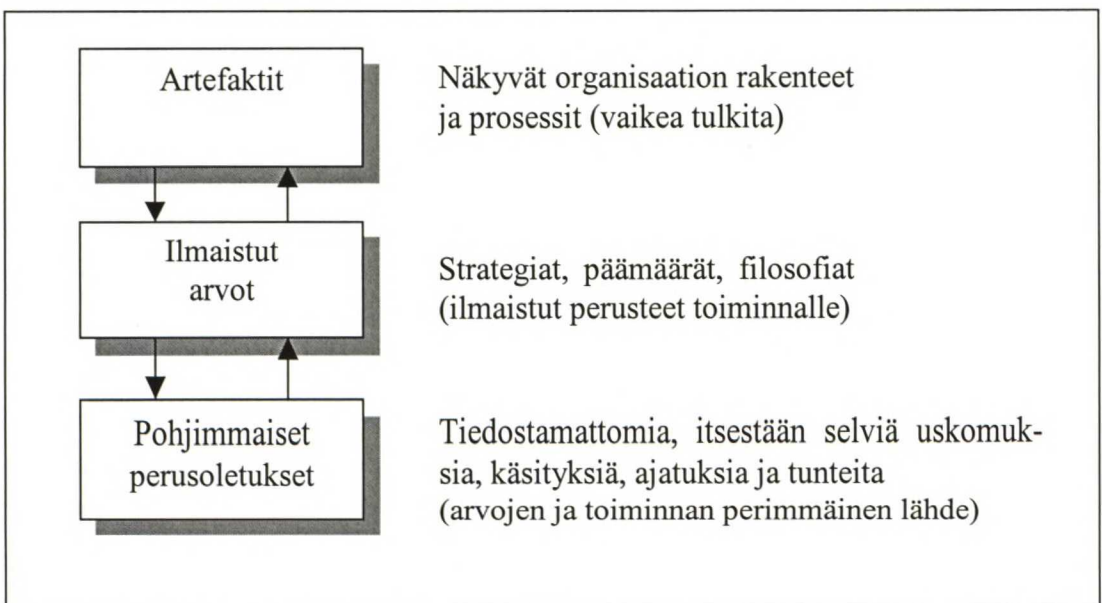 Artefaktit
Näkyvät organisaation rakenteet
ja prosessit (vaikea tulkita)
Ilmaistut
arvot
Strategiat, päämäärät, filosofiat
(ilmaistut perusteet toiminnalle)
Pohjimmaiset
perusoletukset
Tiedostamattomia, itsestään selviä uskomuk-
sia, käsityksiä, ajatuksia ja tunteita
(arvojen ja toiminnan perimmäinen lähde)